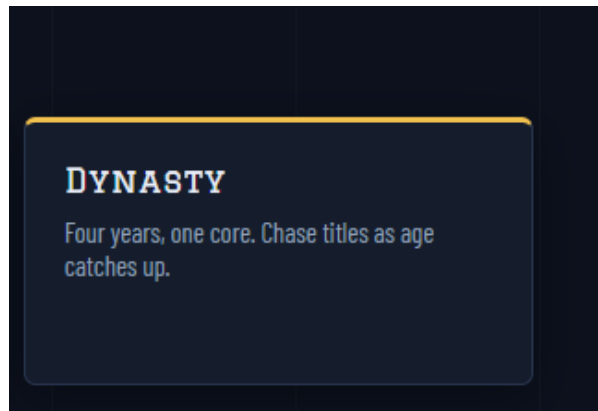 Dynasty
Four years, one core. Chase titles as age
catches up.